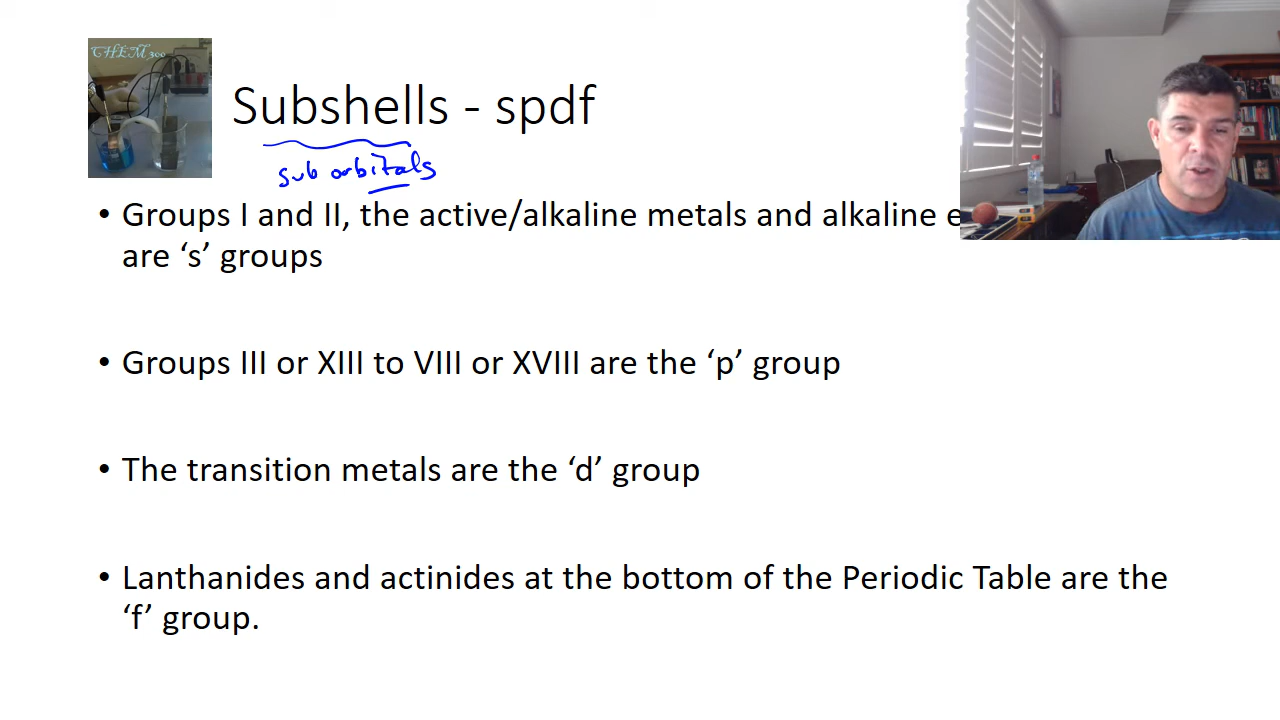 CHEM300
Subshells - spdf
sub orbitals
• Groups I and II, the active/alkaline metals and alkaline e
are ‘s’ groups
• Groups III or XIII to VIII or XVIII are the ‘p’ group
• The transition metals are the ‘d’ group
• Lanthanides and actinides at the bottom of the Periodic Table are the
‘f’ group.